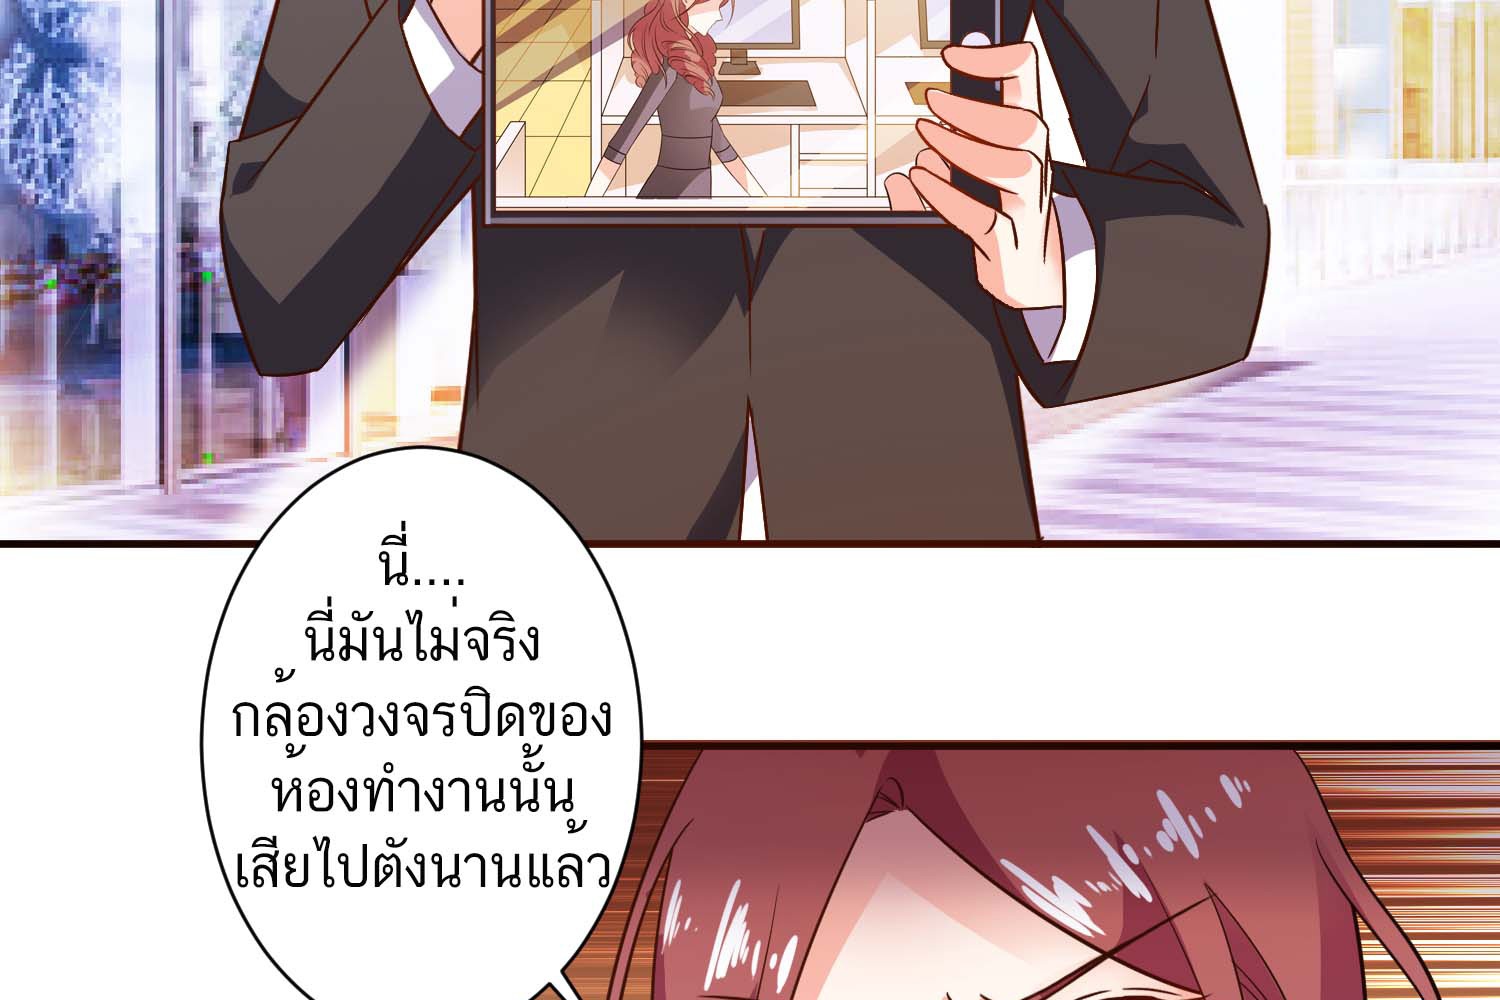 นี่....
นี่มันไม่จริง
กล้องวงจรปิดของ
ห้องทำงานนั้น
เสียไปตังนานแล้ว